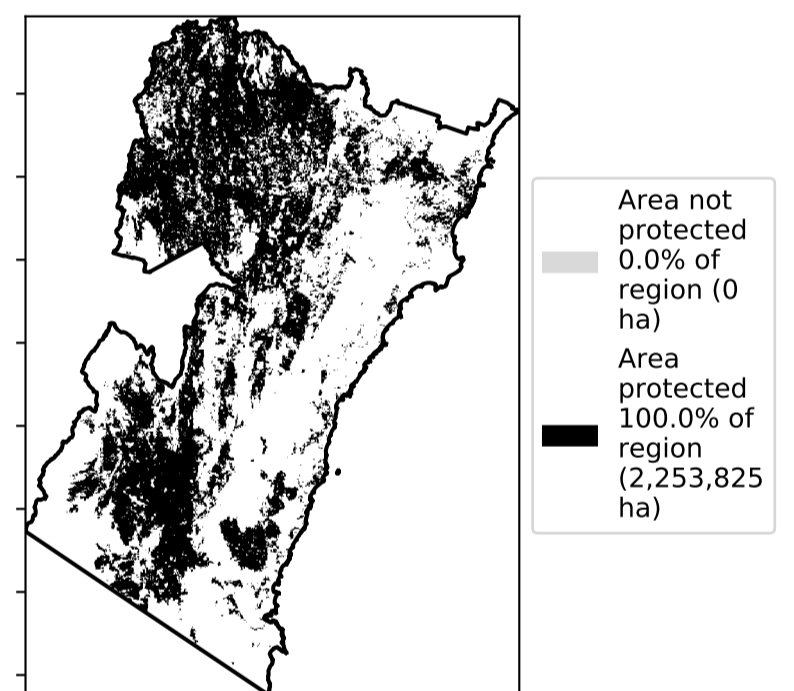 Area not
protected
0.0% of
region (0
ha)
Area
protected
100.0% of
region
(2,253,825
ha)